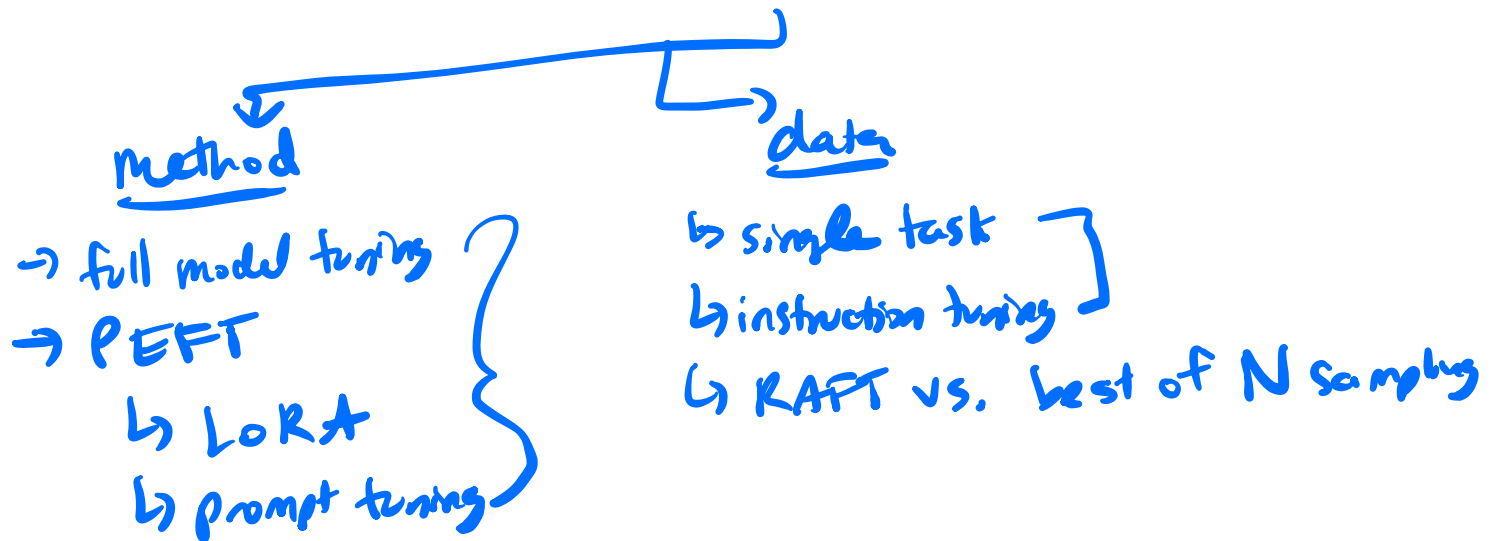 method
→ full model tuning
→ PEFT
↳ LoRA
↳ prompt tuning
data
↳ single task
↳ instruction tuning
↳ RAFT vs. best of N sampling